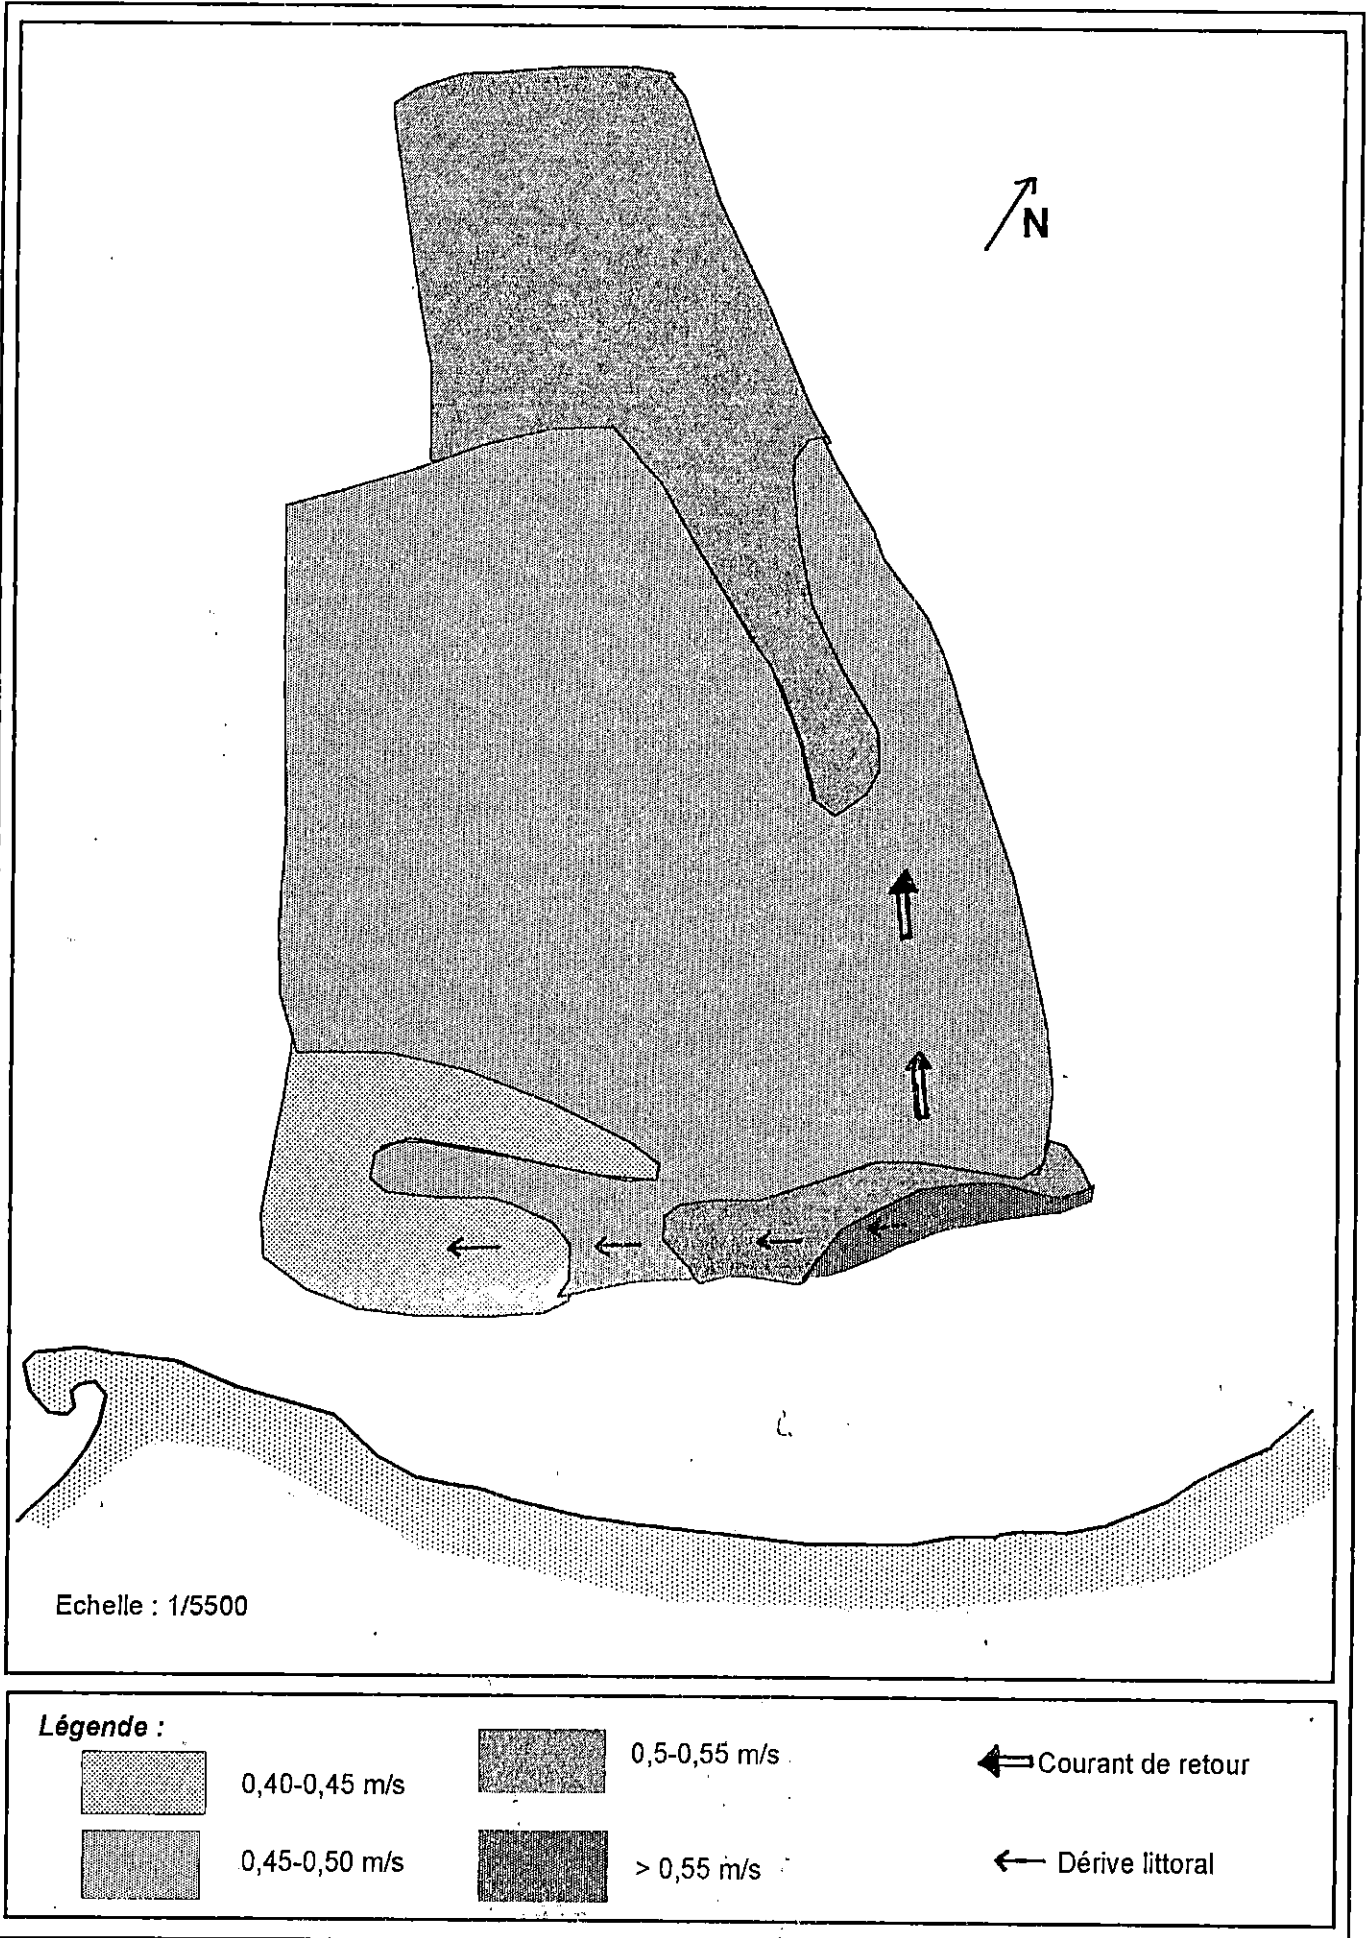 N
Echelle : 1/5500
Légende :
0,40-0,45 m/s
0,45-0,50 m/s
0,5-0,55 m/s
> 0,55 m/s
Courant de retour
Dérive littoral